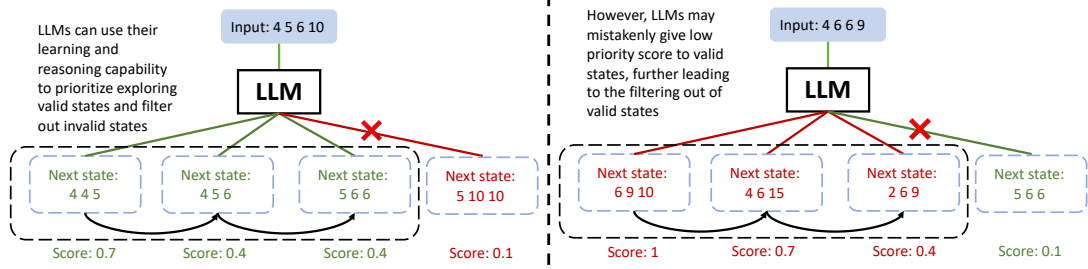 LLMs can use their
learning and
reasoning capability
to prioritize exploring
valid states and filter
out invalid states
Input: 4 5 6 10
LLM
Next state:
4 4 5
Next state:
4 5 6
Next state:
5 6 6
Next state:
5 10 10
Score: 0.7
Score: 0.4
Score: 0.4
Score: 0.1
However, LLMs may
mistakenly give low
priority score to valid
states, further leading
to the filtering out of
valid states
Input: 4 6 6 9
LLM
Next state:
6 9 10
Next state:
4 6 15
Next state:
2 6 9
Next state:
5 6 6
Score: 1
Score: 0.7
Score: 0.4
Score: 0.1